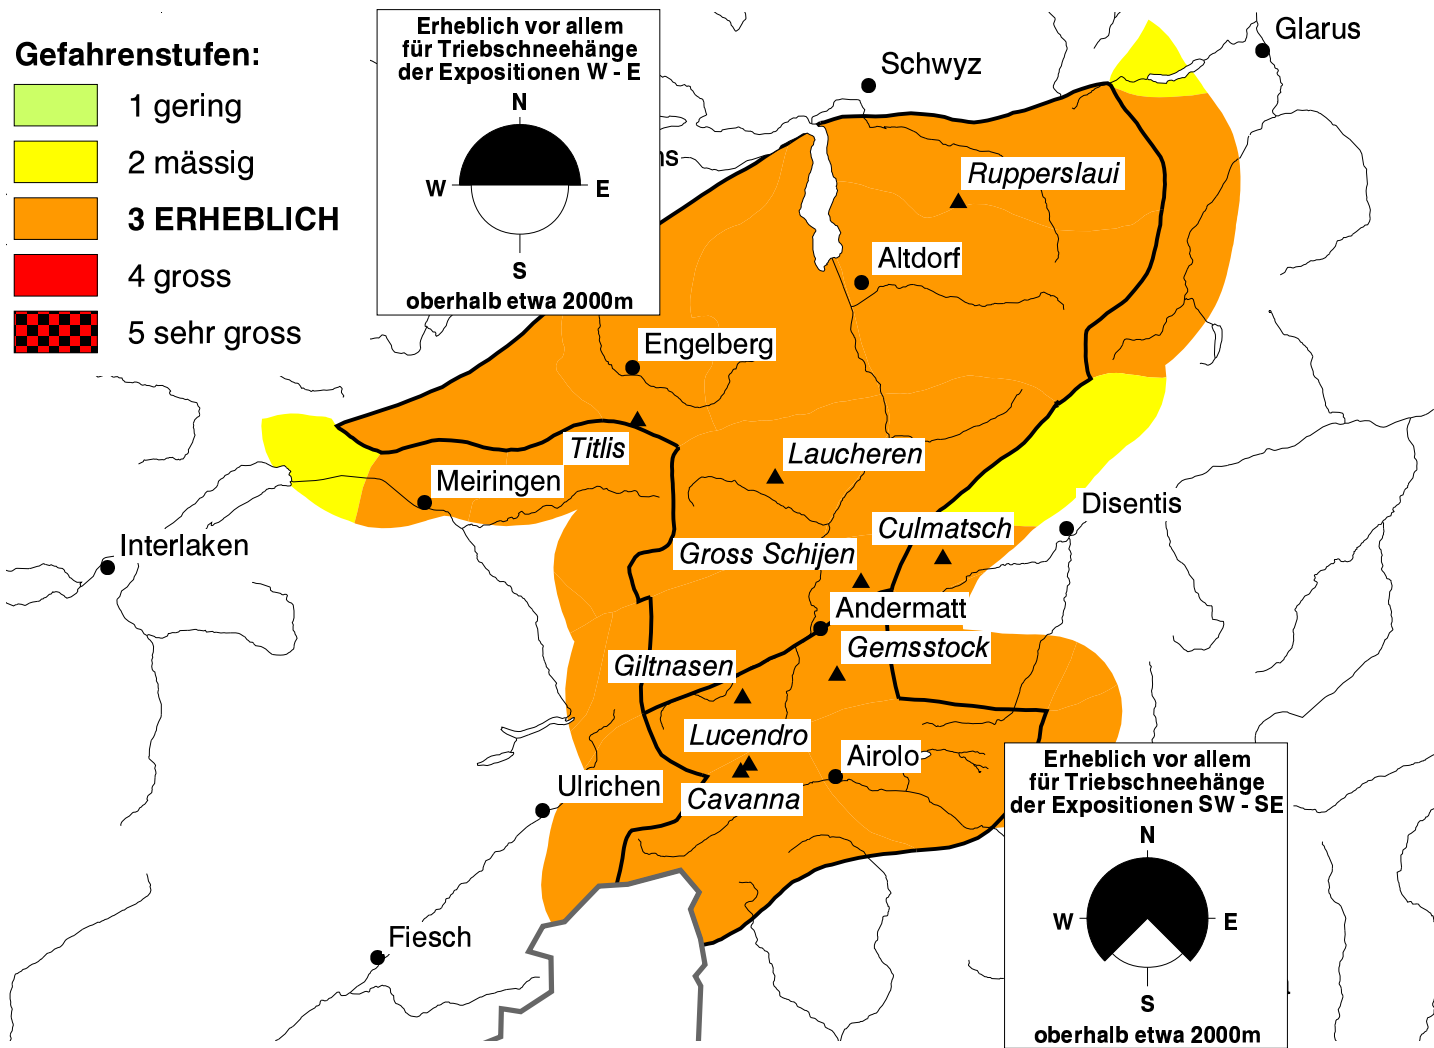 Gefahrenstufen:
1 gering
2 mässig
3 ERHEBLICH
4 gross
5 sehr gross
Erheblich vor allem
für Triebschneehänge
der Expositionen W - E
N
W
E
S
oberhalb etwa 2000m
Glarus
Schwyz
Rupperslaui
Altdorf
Engelberg
Titlis
Laucheren
Meiringen
Disentis
Culmatsch
Interlaken
Gross Schijen
Andermatt
Gemsstock
Giltnasen
Lucendro
Airolo
Ulrichen
Cavanna
Fiesch
Erheblich vor allem
für Triebschneehänge
der Expositionen SW - SE
N
W
E
S
oberhalb etwa 2000m